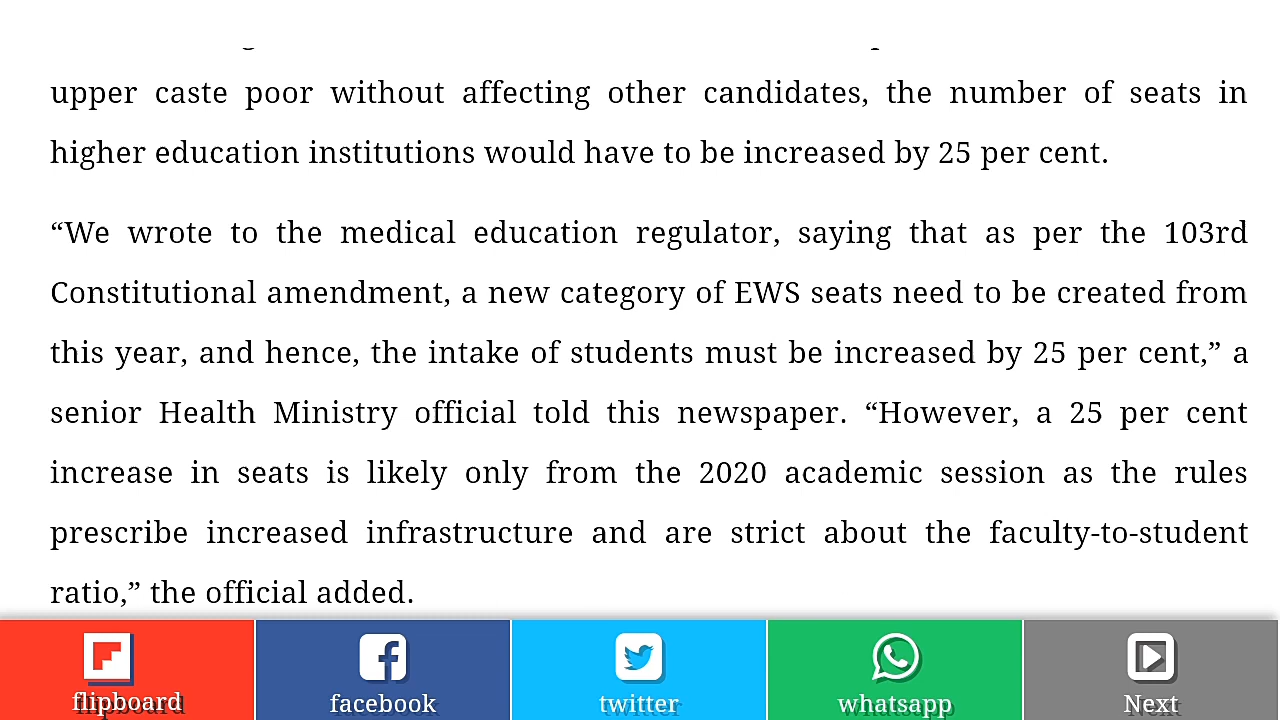 upper caste poor without affecting other candidates, the number of seats in
higher education institutions would have to be increased by 25 per cent.
“We wrote to the medical education regulator, saying that as per the 103rd
Constitutional amendment, a new category of EWS seats need to be created from
this year, and hence, the intake of students must be increased by 25 per cent,” a
senior Health Ministry official told this newspaper. “However, a 25 per cent
increase in seats is likely only from the 2020 academic session as the rules
prescribe increased infrastructure and are strict about the faculty-to-student
ratio,” the official added.
flipboard facebook twitter whatsapp Next